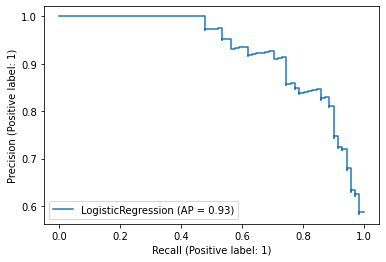 1.0
0.9
0.8
0.7
0.6
Precision (Positive label: 1)
LogisticRegression (AP = 0.93)
0.0 0.2 0.4 0.6 0.8 1.0
Recall (Positive label: 1)